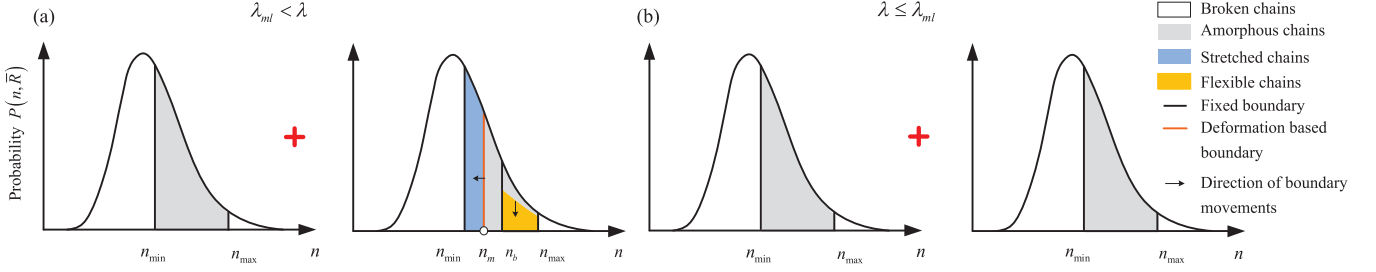 (a)
λ_ml < λ
Probability P(n, R̄)
n_min
n_max
n
n_min
n_m
n_b
n_max
n
(b)
λ ≤ λ_ml
n_min
n_max
n
n_min
n_max
n
Broken chains
Amorphous chains
Stretched chains
Flexible chains
Fixed boundary
Deformation based
boundary
Direction of boundary
movements